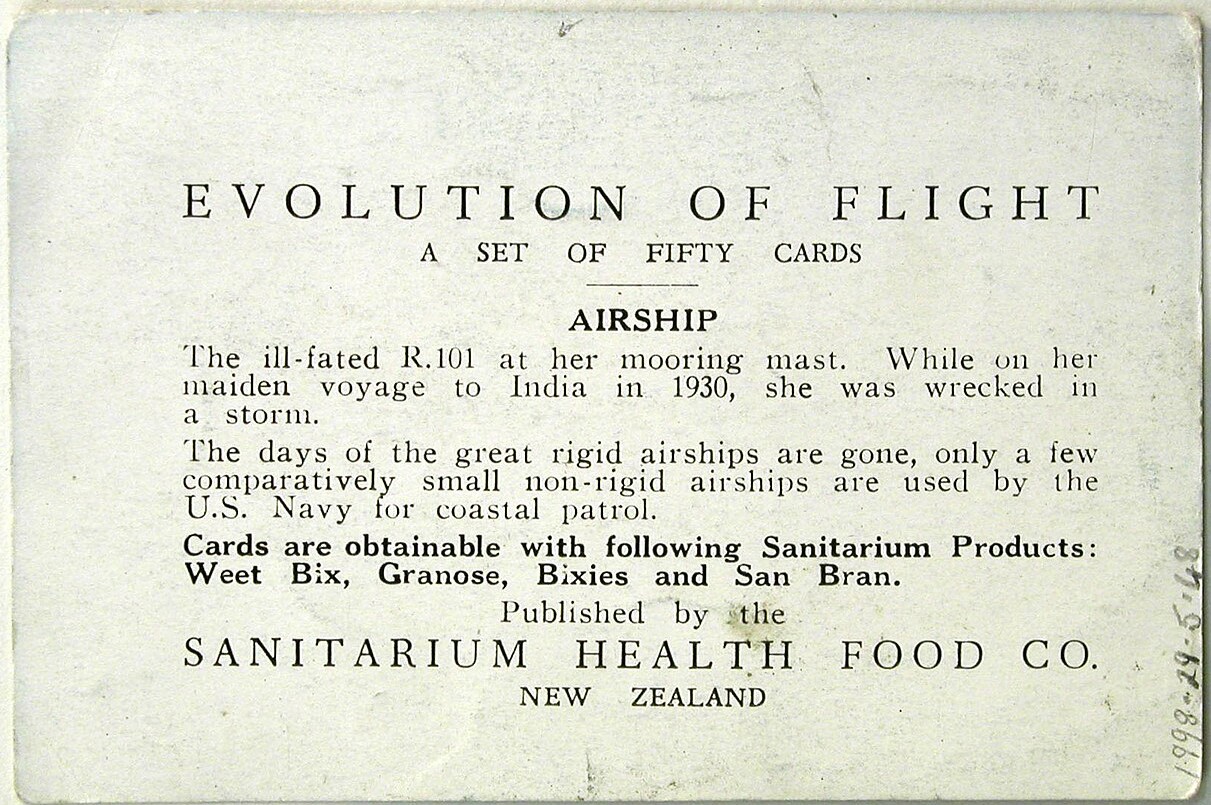 EVOLUTION OF FLIGHT
A SET OF FIFTY CARDS
AIRSHIP
The ill-fated R.101 at her mooring mast. While on her
maiden voyage to India in 1930, she was wrecked in
a storm.
The days of the great rigid airships are gone, only a few
comparatively small non-rigid airships are used by the
U.S. Navy for coastal patrol.
Cards are obtainable with following Sanitarium Products:
Weet Bix, Granose, Bixies and San Bran.
Published by the
SANITARIUM HEALTH FOOD CO.
NEW ZEALAND
1998-29-5.48